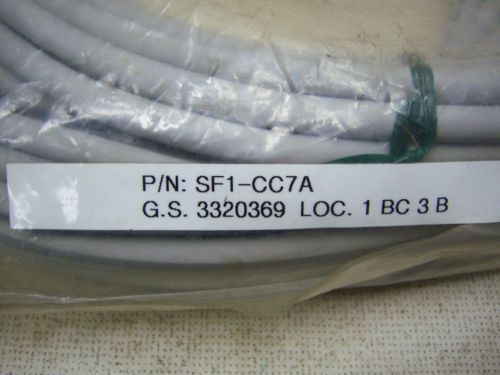 P/N: SF1-CC7A
G.S. 3320369 LOC. 1 BC 3 B